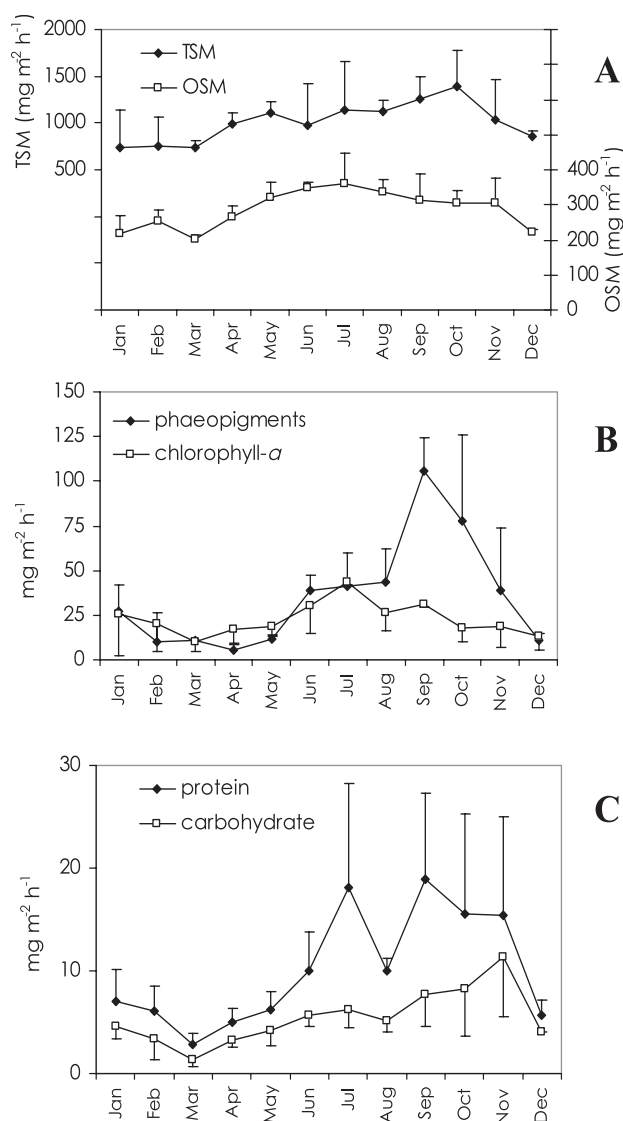 TSM (mg m⁻² h⁻¹)
2000
1500
1000
500
TSM
OSM
A
400
300
200
100
0
OSM (mg m⁻² h⁻¹)
Jan Feb Mar Apr May Jun Jul Aug Sep Oct Nov Dec
mg m⁻² h⁻¹
150
125
100
75
50
25
0
phaeopigments
chlorophyll-a
B
Jan Feb Mar Apr May Jun Jul Aug Sep Oct Nov Dec
mg m⁻² h⁻¹
30
20
10
0
protein
carbohydrate
C
Jan Feb Mar Apr May Jun Jul Aug Sep Oct Nov Dec